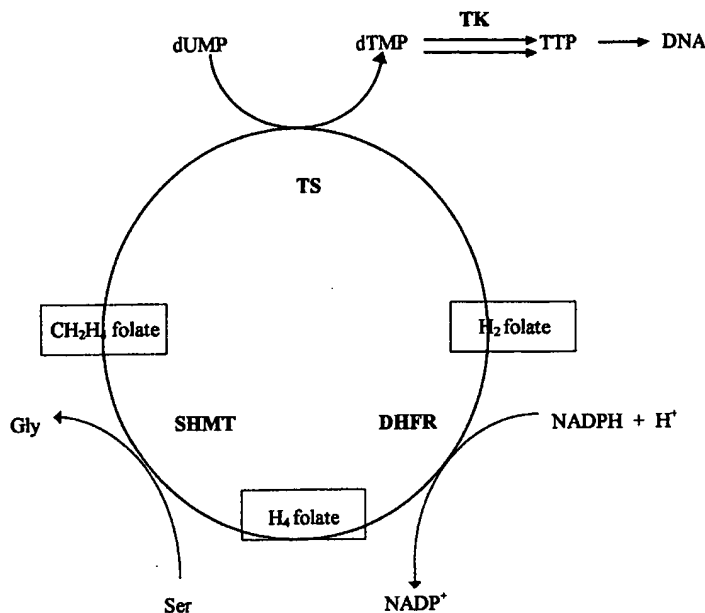 TK
dUMP dTMP TTP DNA
TS
CH₂H₄ folate H₂ folate
Gly SHMT DHFR NADPH + H⁺
H₄ folate
Ser NADP⁺